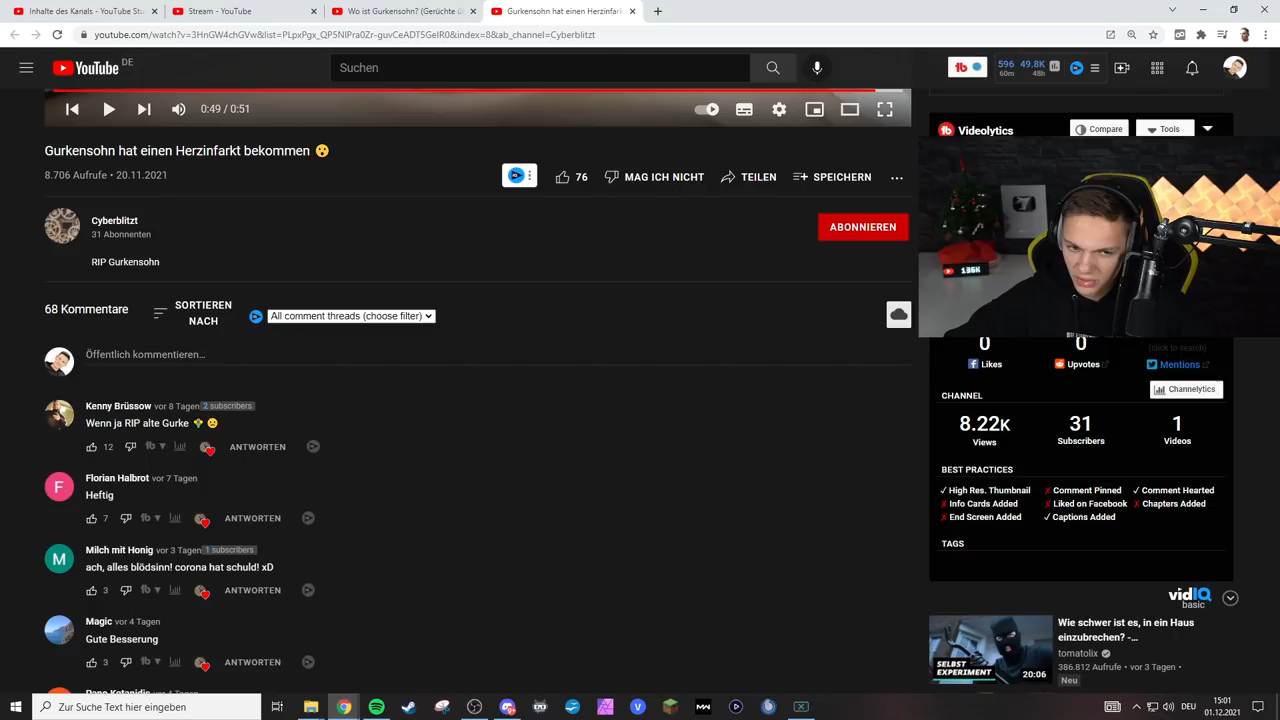 Inhalte des Kanals - YouTube Stu
Stream - YouTube
Wo ist Gurkensohn? (Gerüchte ü
Gurkensohn hat einen Herzinfarkt
youtube.com/watch?v=3HnGW4chGVw&list=PLpxPgx_QP5NIPra0Zr-guvCeADT5GeIR0&index=8&ab_channel=Cyberblitzt
YouTube DE
Suchen
596 60m
49.8K 48h
0:49 / 0:51
Videolytics
Compare
Tools
Gurkensohn hat einen Herzinfarkt bekommen 😮
8.706 Aufrufe • 20.11.2021
76
MAG ICH NICHT
TEILEN
SPEICHERN
Cyberblitzt
31 Abonnenten
ABONNIEREN
RIP Gurkensohn
136K
68 Kommentare
SORTIEREN NACH
All comment threads (choose filter)
Öffentlich kommentieren…
Kenny Brüssow vor 8 Tagen 2 subscribers
Wenn ja RIP alte Gurke 🥦 ☹️
12
ANTWORTEN
Florian Halbrot vor 7 Tagen
Heftig
7
ANTWORTEN
Milch mit Honig vor 3 Tagen 1 subscribers
ach, alles blödsinn! corona hat schuld! xD
3
ANTWORTEN
Magic vor 4 Tagen
Gute Besserung
3
ANTWORTEN
0
0
(click to search)
Likes
Upvotes
Mentions
Channelytics
CHANNEL
8.22K
31
1
Views
Subscribers
Videos
BEST PRACTICES
✓ High Res. Thumbnail
✗ Comment Pinned
✓ Comment Hearted
✗ Info Cards Added
✗ Liked on Facebook
✗ Chapters Added
✗ End Screen Added
✓ Captions Added
TAGS
vidIQ
basic
Wie schwer ist es, in ein Haus
einzubrechen? -…
tomatolix
386.812 Aufrufe • vor 3 Tagen •
Neu
SELBST
EXPERIMENT
20:06
Zur Suche Text hier eingeben
DEU
15:01
01.12.2021